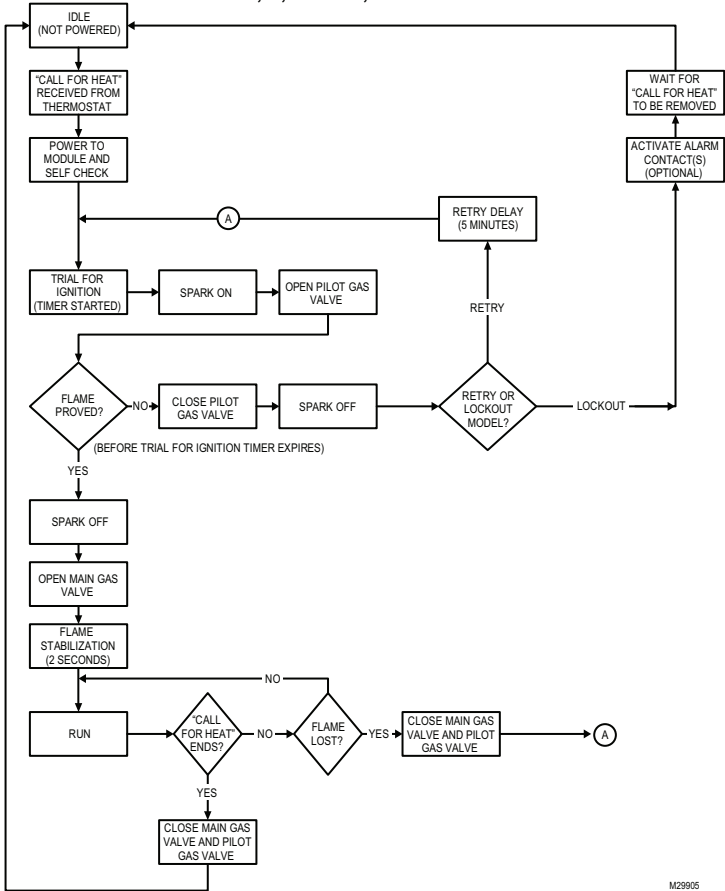 IDLE
(NOT POWERED)
"CALL FOR HEAT"
RECEIVED FROM
THERMOSTAT
WAIT FOR
"CALL FOR HEAT"
TO BE REMOVED
POWER TO
MODULE AND
SELF CHECK
ACTIVATE ALARM
CONTACT(S)
(OPTIONAL)
A
RETRY DELAY
(5 MINUTES)
TRIAL FOR
IGNITION
(TIMER STARTED)
SPARK ON
OPEN PILOT GAS
VALVE
RETRY
FLAME
PROVED?
NO
CLOSE PILOT
GAS VALVE
SPARK OFF
RETRY OR
LOCKOUT
MODEL?
LOCKOUT
(BEFORE TRIAL FOR IGNITION TIMER EXPIRES)
YES
SPARK OFF
OPEN MAIN GAS
VALVE
FLAME
STABILIZATION
(2 SECONDS)
NO
RUN
"CALL
FOR HEAT"
ENDS?
NO
FLAME
LOST?
YES
CLOSE MAIN GAS
VALVE AND PILOT
GAS VALVE
A
YES
CLOSE MAIN GAS
VALVE AND PILOT
GAS VALVE
M29905